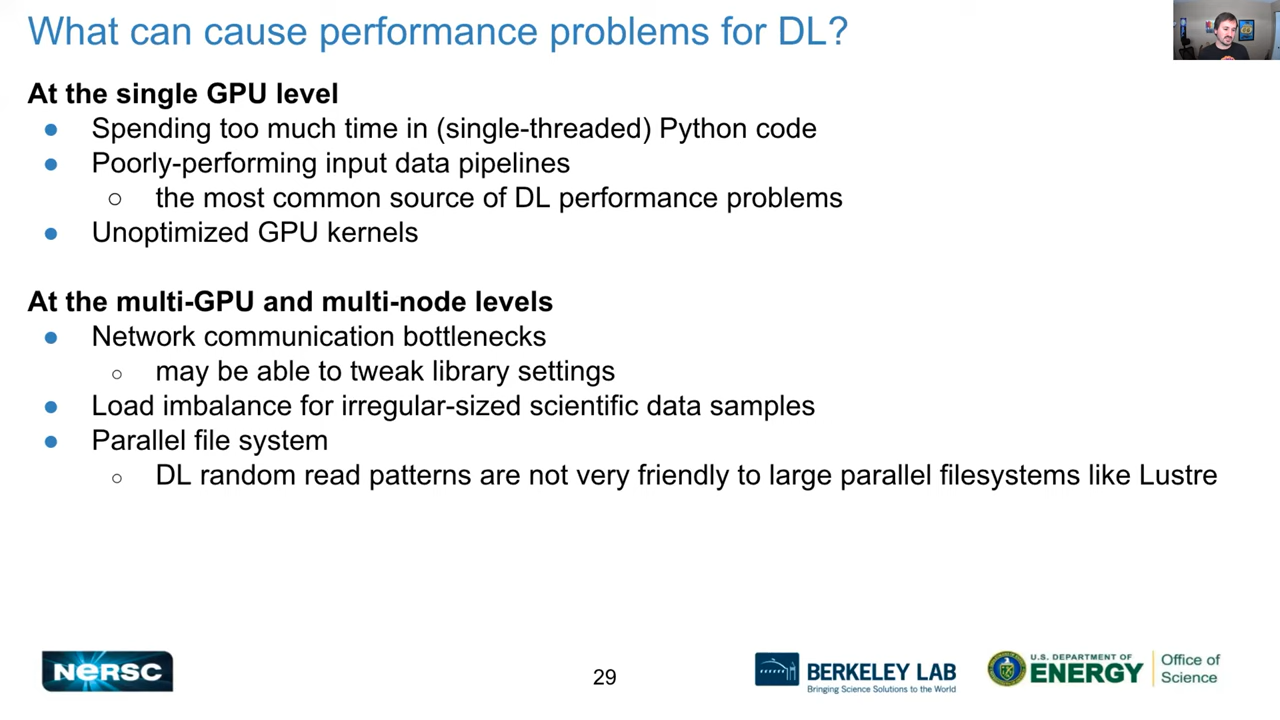 What can cause performance problems for DL?
At the single GPU level
● Spending too much time in (single-threaded) Python code
● Poorly-performing input data pipelines
○ the most common source of DL performance problems
● Unoptimized GPU kernels
At the multi-GPU and multi-node levels
● Network communication bottlenecks
○ may be able to tweak library settings
● Load imbalance for irregular-sized scientific data samples
● Parallel file system
○ DL random read patterns are not very friendly to large parallel filesystems like Lustre
NERSC
29
BERKELEY LAB
Bringing Science Solutions to the World
U.S. DEPARTMENT OF
ENERGY
Office of
Science